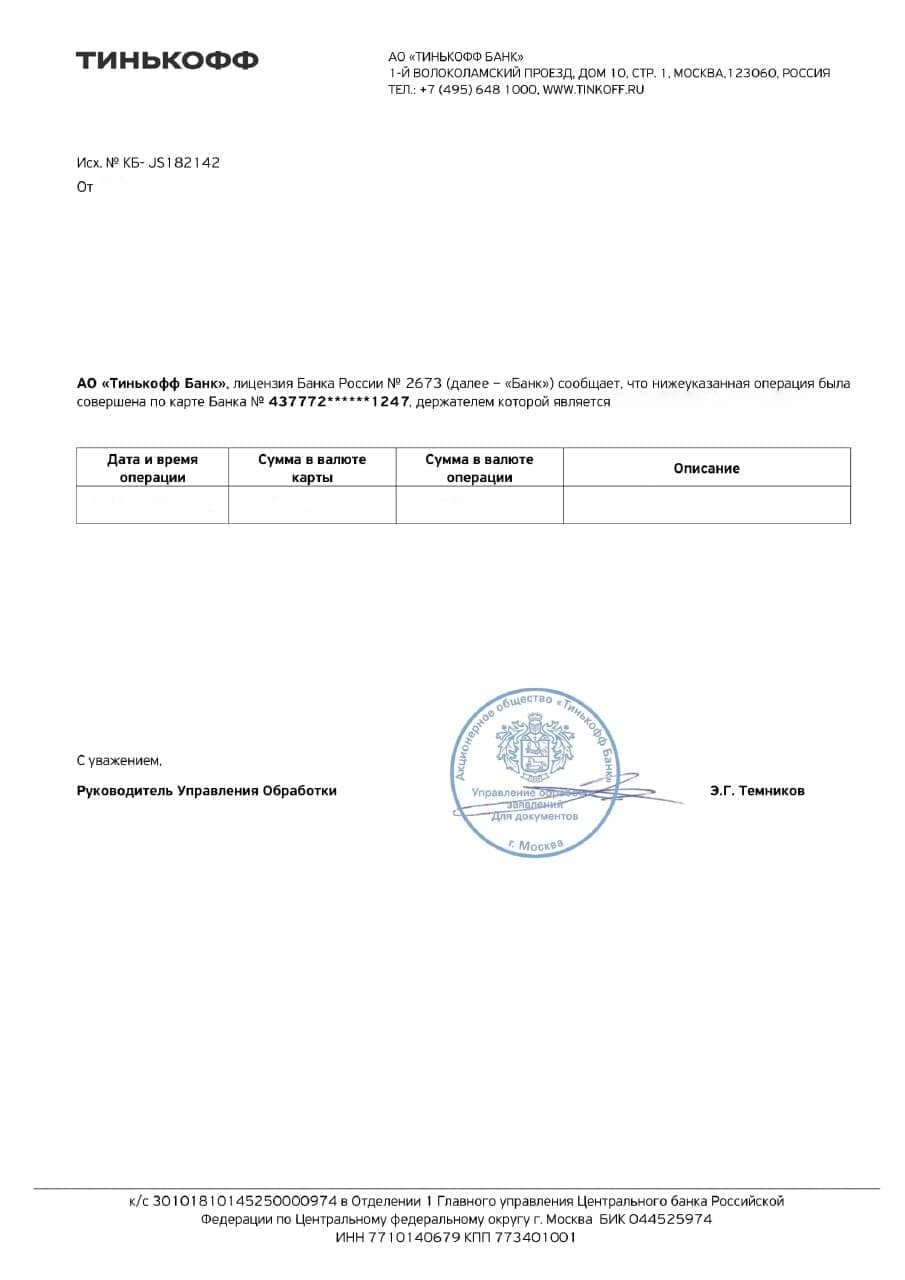 ТИНЬКОФФ
АО «ТИНЬКОФФ БАНК»
1-Й ВОЛОКОЛАМСКИЙ ПРОЕЗД, ДОМ 10, СТР. 1, МОСКВА,123060, РОССИЯ
ТЕЛ.: +7 (495) 648 1000, WWW.TINKOFF.RU
Исх. № КБ- JS182142
От
АО «Тинькофф Банк», лицензия Банка России № 2673 (далее – «Банк») сообщает, что нижеуказанная операция была
совершена по карте Банка № 437772******1247, держателем которой является
Дата и время операции
Сумма в валюте карты
Сумма в валюте операции
Описание
Акционерное общество «Тинькофф Банк»
Управление обработки
заявлений
Для документов
г. Москва
С уважением,
Руководитель Управления Обработки
Э.Г. Темников
к/с 30101810145250000974 в Отделении 1 Главного управления Центрального банка Российской
Федерации по Центральному федеральному округу г. Москва БИК 044525974
ИНН 7710140679 КПП 773401001